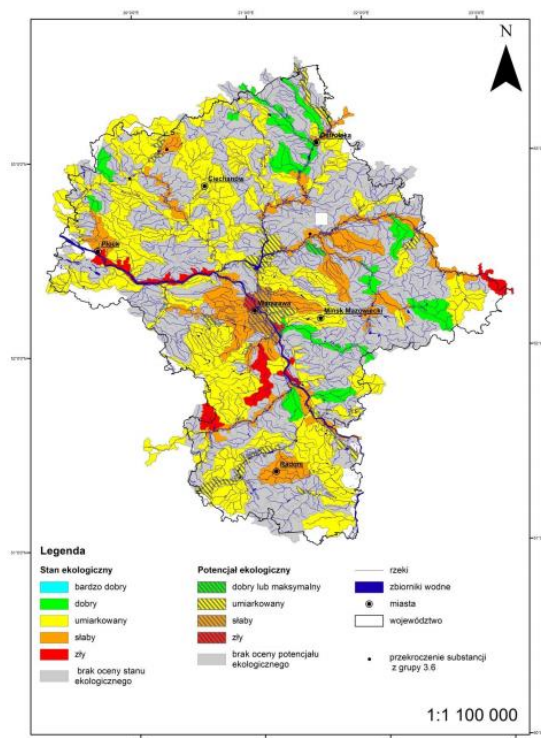 N
Ostrołęka
Ciechanów
Płock
Warszawa
Mińsk Mazowiecki
Radom
Legenda
Stan ekologiczny
bardzo dobry
dobry
umiarkowany
słaby
zły
brak oceny stanu
ekologicznego
Potencjał ekologiczny
dobry lub maksymalny
umiarkowany
słaby
zły
brak oceny potencjału
ekologicznego
rzeki
zbiorniki wodne
miasta
województwo
przekroczenie substancji
z grupy 3.6
1:1 100 000